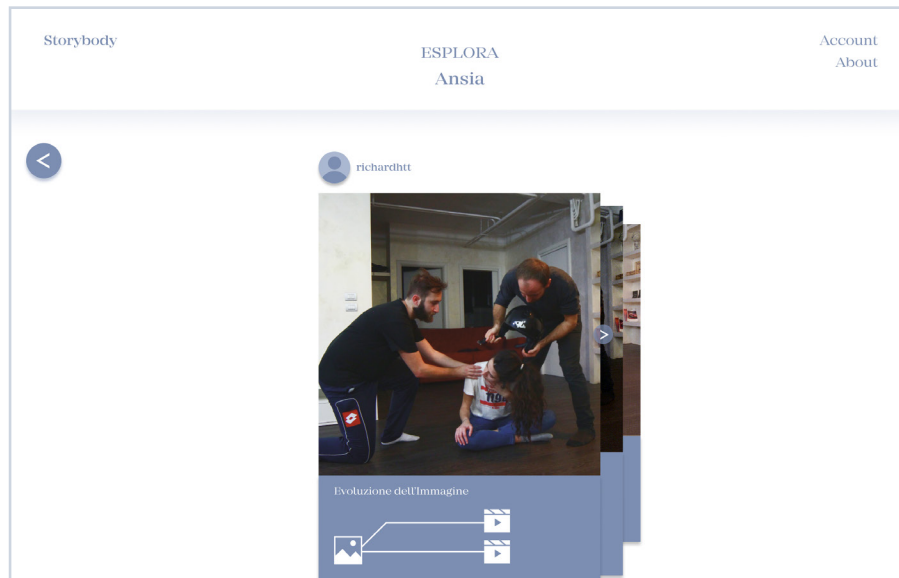 Storybody
ESPLORA
Ansia
Account
About
<
richardhtt
>
Evoluzione dell'Immagine